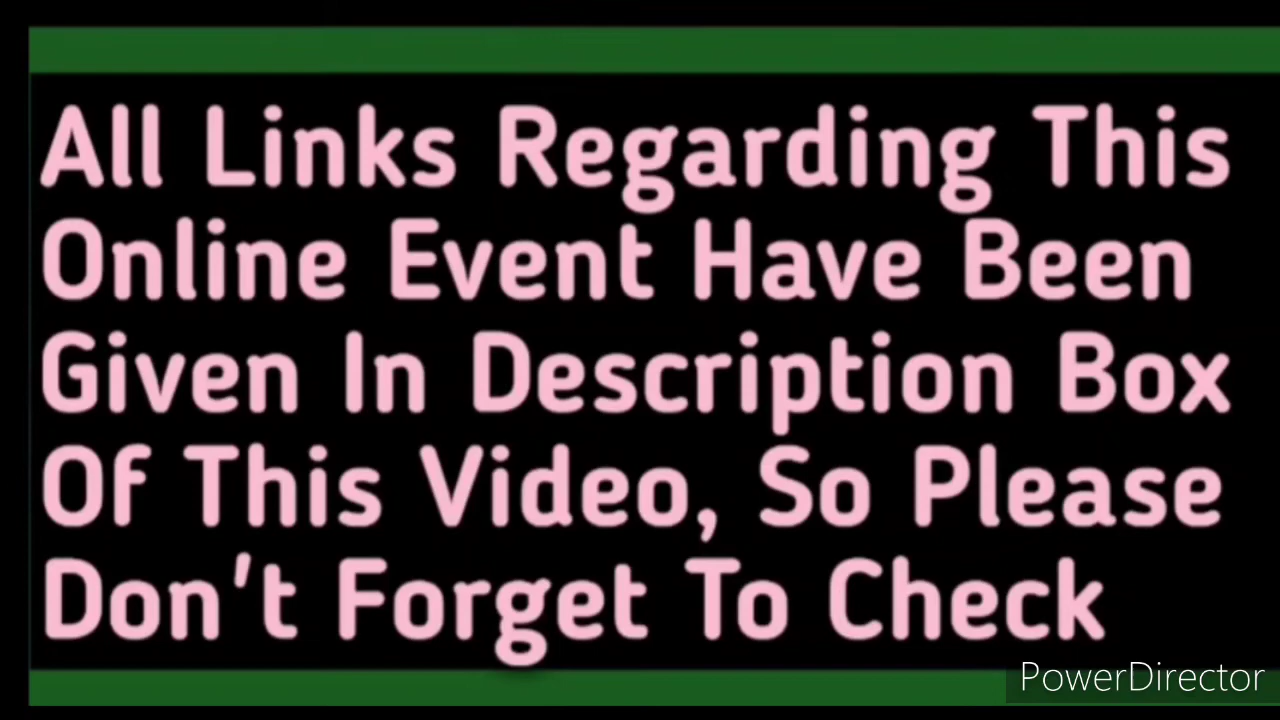 All Links Regarding This
Online Event Have Been
Given In Description Box
Of This Video, So Please
Don't Forget To Check
PowerDirector